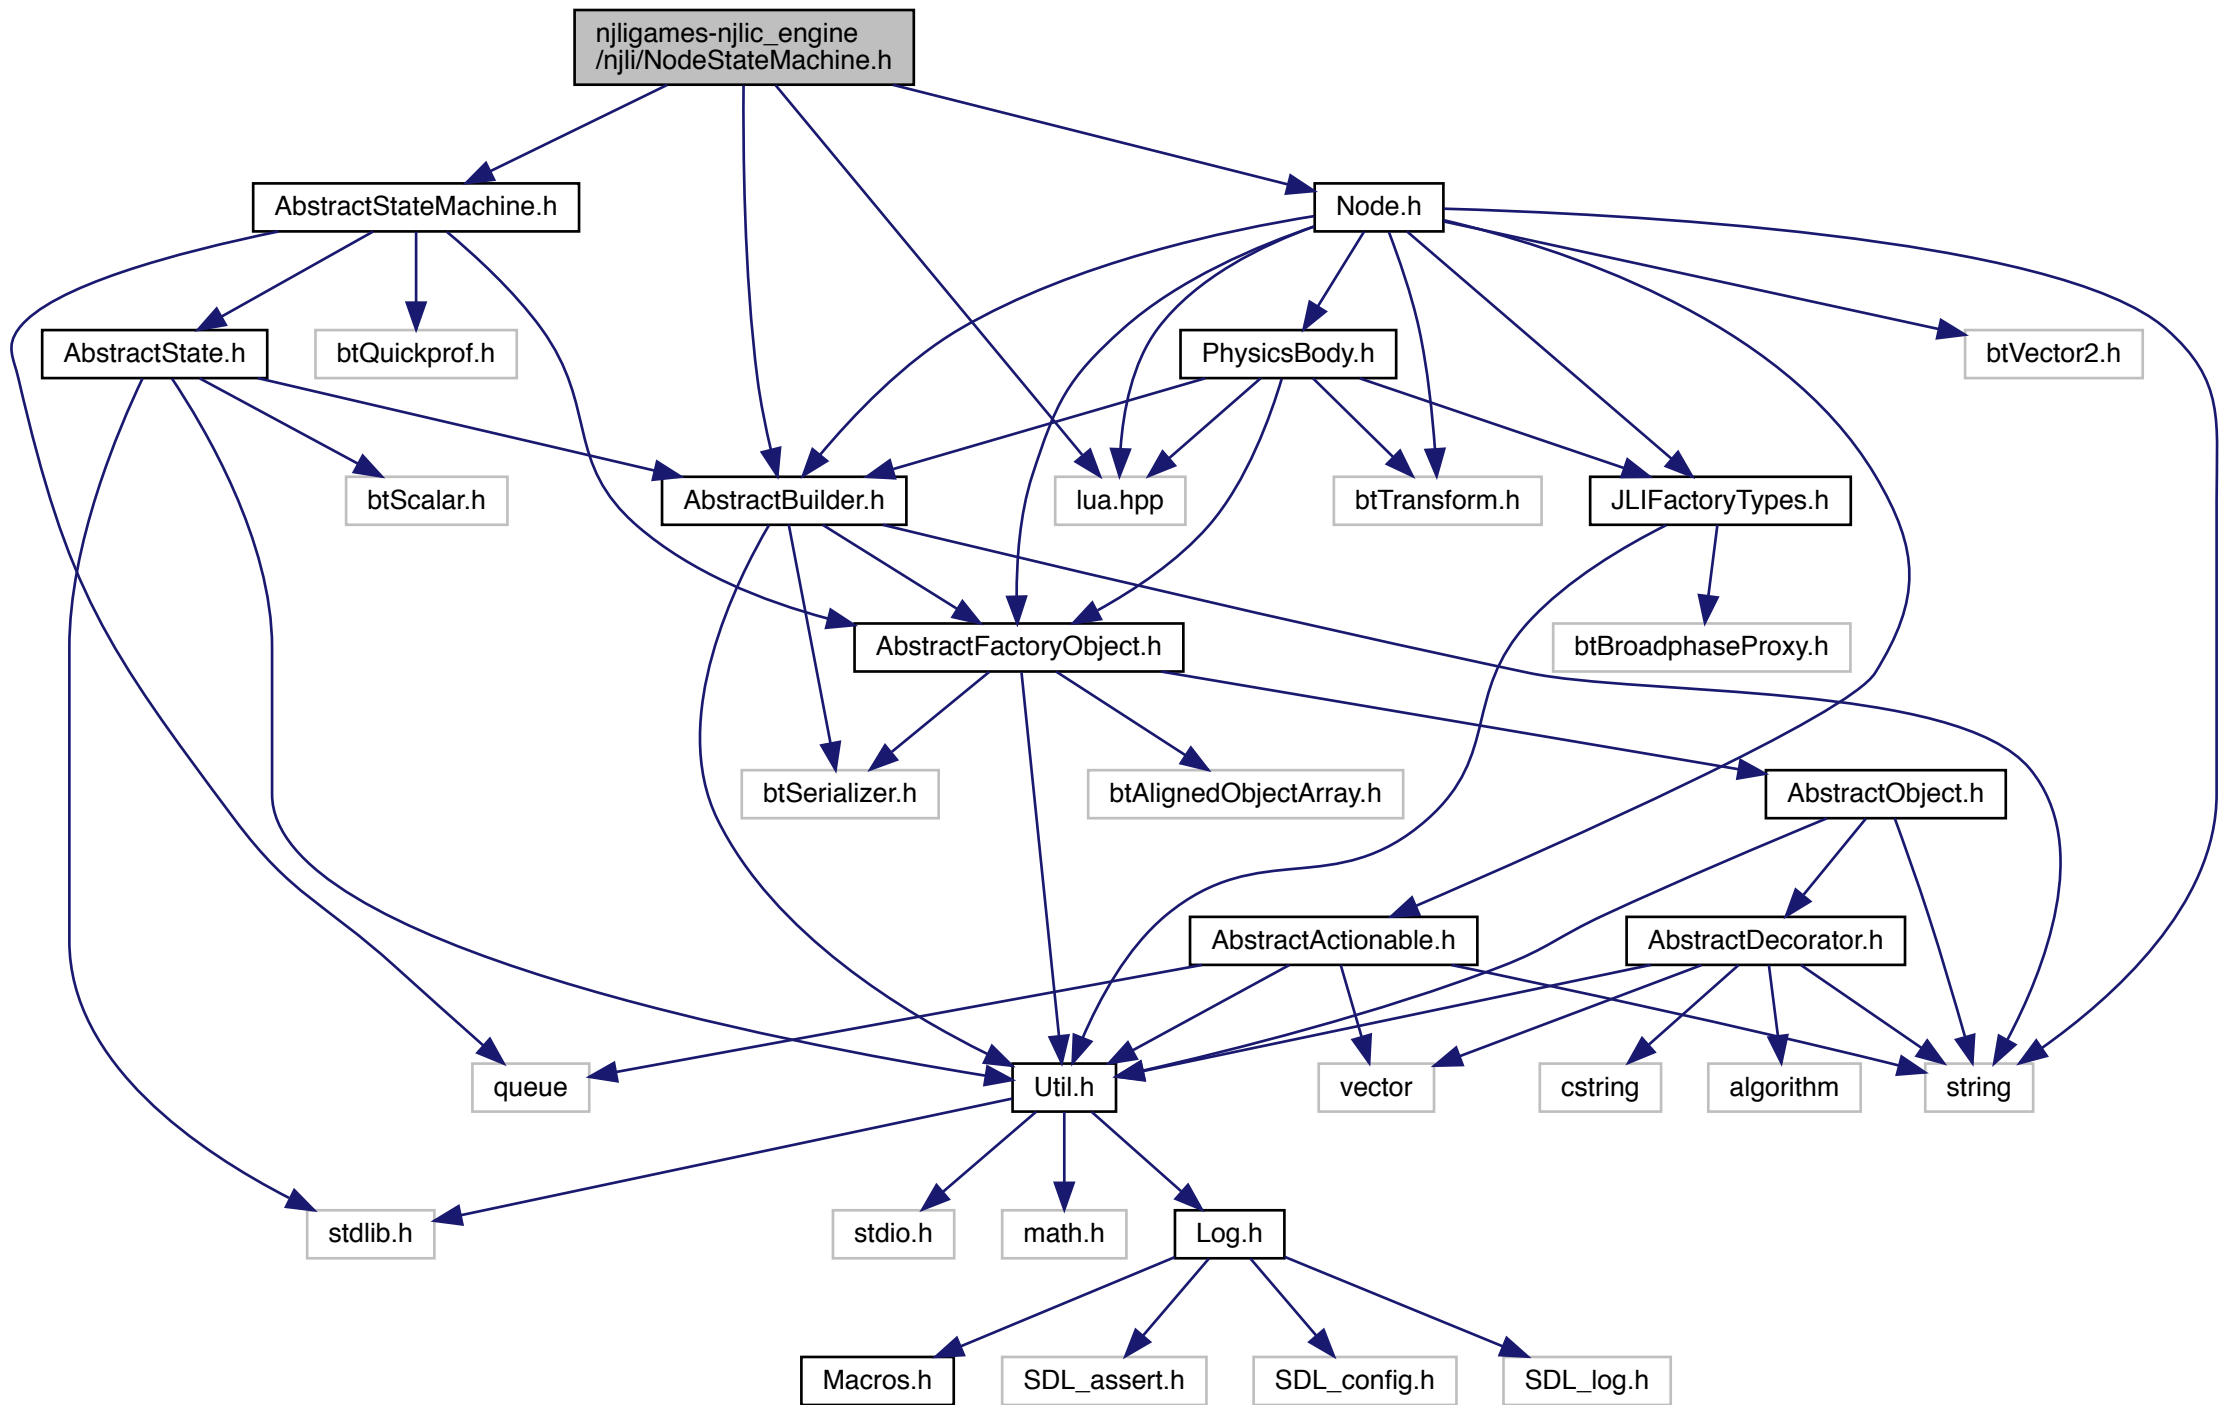 njligames-njlic_engine
/njli/NodeStateMachine.h
AbstractStateMachine.h
Node.h
AbstractState.h
btQuickprof.h
PhysicsBody.h
btVector2.h
btScalar.h
AbstractBuilder.h
lua.hpp
btTransform.h
JLIFactoryTypes.h
AbstractFactoryObject.h
btBroadphaseProxy.h
btSerializer.h
btAlignedObjectArray.h
AbstractObject.h
AbstractActionable.h
AbstractDecorator.h
queue
Util.h
vector
cstring
algorithm
string
stdlib.h
stdio.h
math.h
Log.h
Macros.h
SDL_assert.h
SDL_config.h
SDL_log.h